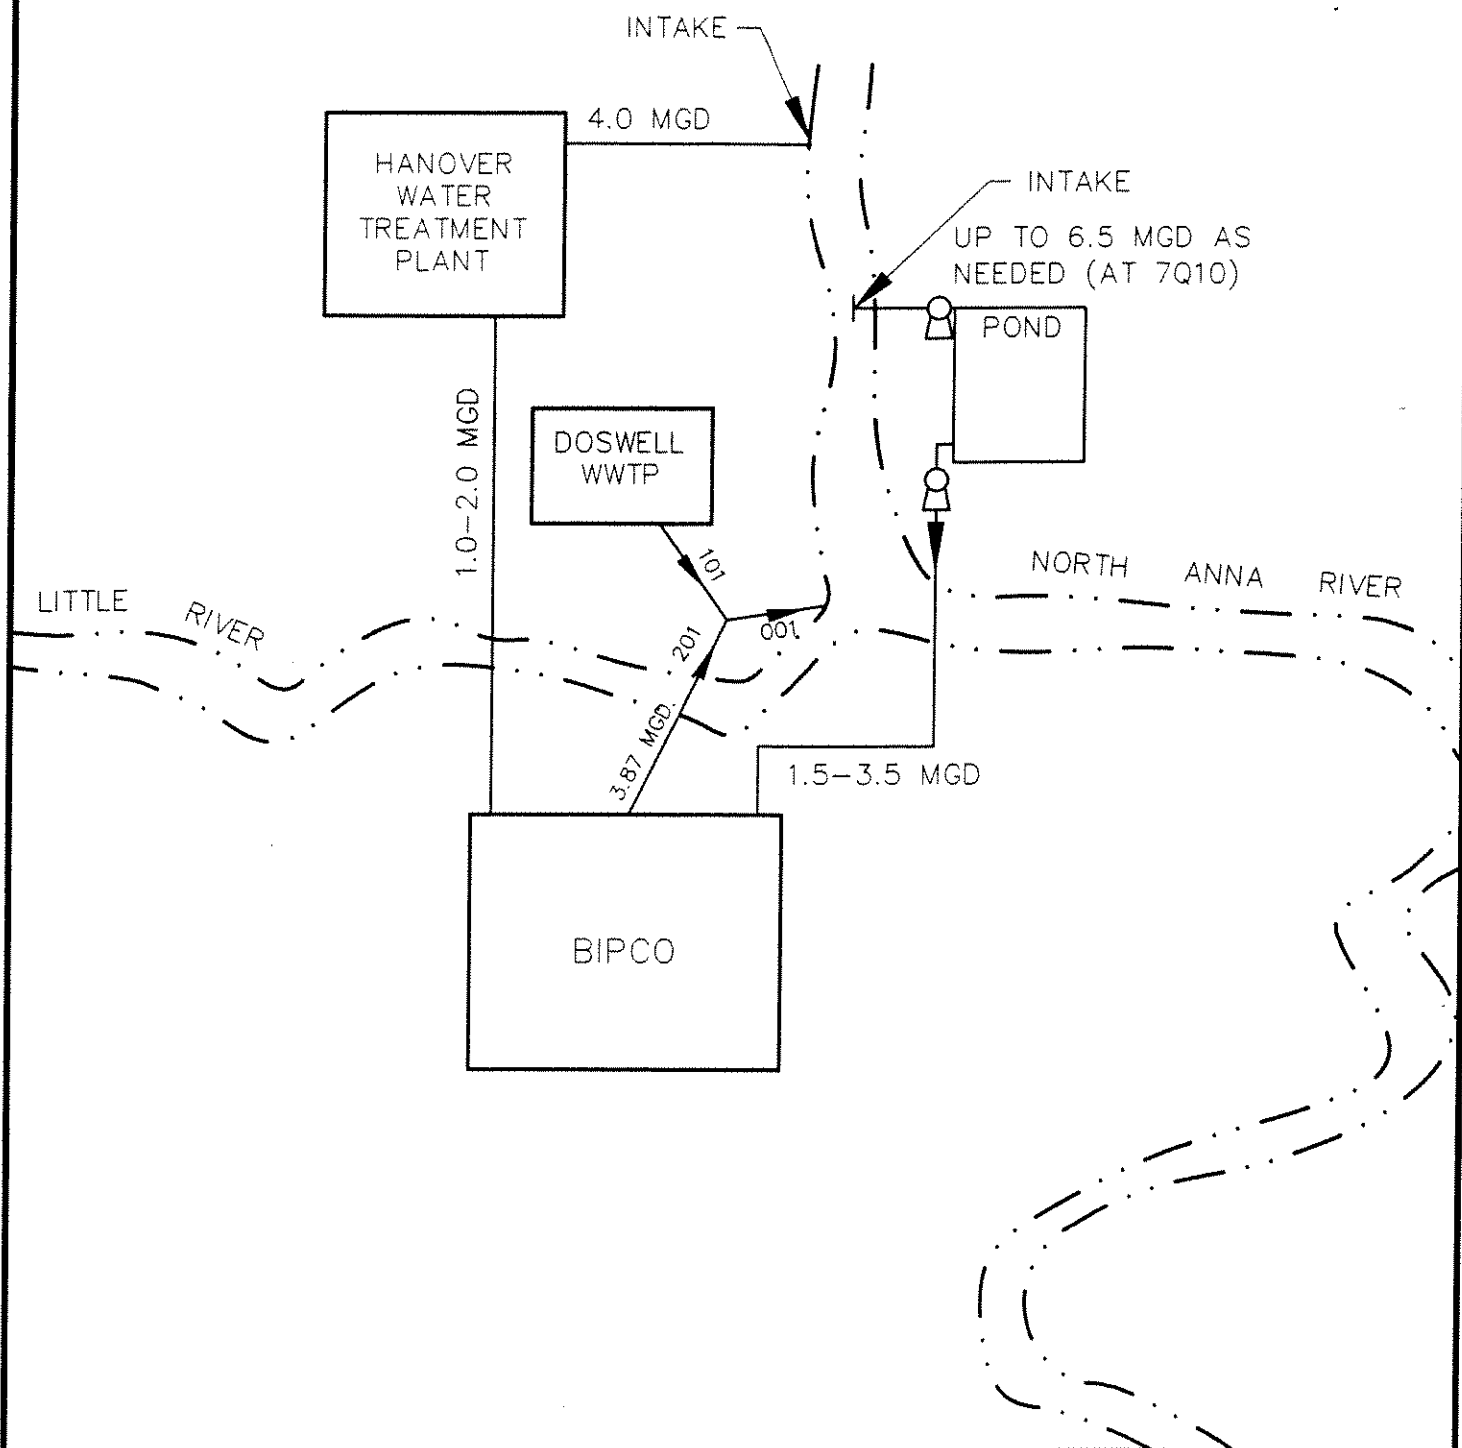 INTAKE
4.0 MGD
HANOVER
WATER
TREATMENT
PLANT
INTAKE
UP TO 6.5 MGD AS
NEEDED (AT 7Q10)
POND
1.0-2.0 MGD
DOSWELL
WWTP
101
NORTH ANNA RIVER
LITTLE RIVER
001
201
3.87 MGD.
1.5-3.5 MGD
BIPCO